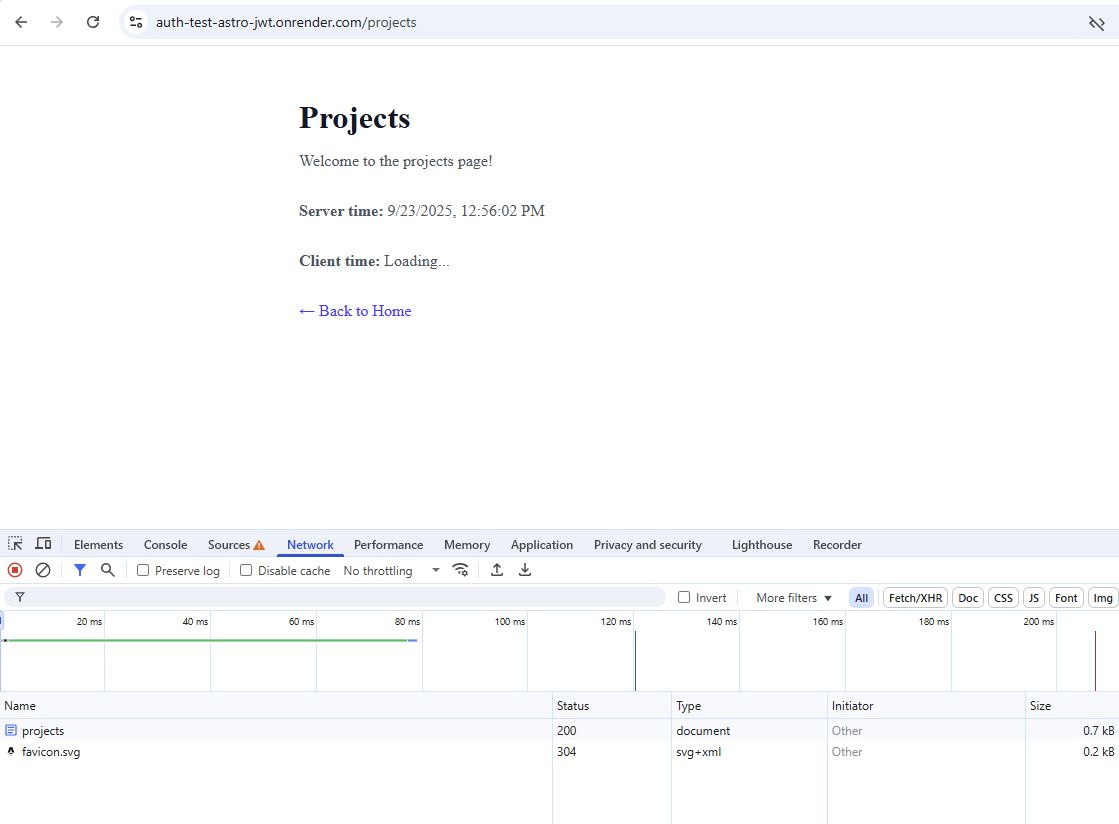 auth-test-astro-jwt.onrender.com/projects
Projects
Welcome to the projects page!
Server time: 9/23/2025, 12:56:02 PM
Client time: Loading...
← Back to Home
Elements Console Sources Network Performance Memory Application Privacy and security Lighthouse Recorder
Preserve log Disable cache No throttling
Invert More filters All Fetch/XHR Doc CSS JS Font Img
20 ms 40 ms 60 ms 80 ms 100 ms 120 ms 140 ms 160 ms 180 ms 200 ms
Name Status Type Initiator Size
projects 200 document Other 0.7 kB
favicon.svg 304 svg+xml Other 0.2 kB